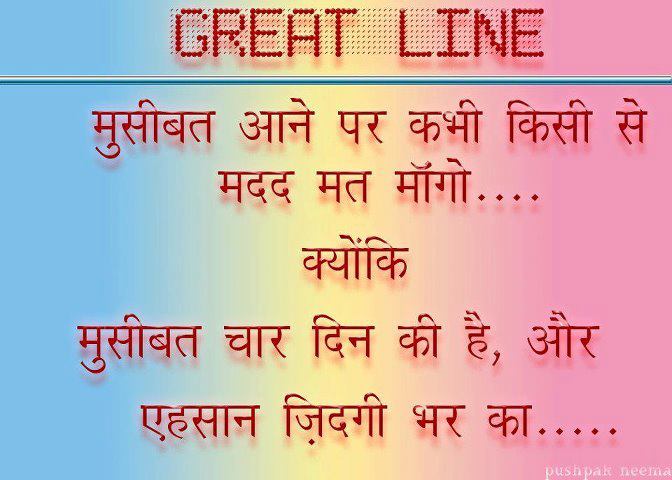 GREAT LINE
मुसीबत आने पर कभी किसी से
मदद मत मॉगो....
क्योंकि
मुसीबत चार दिन की है, और
एहसान ज़िदगी भर का.....
pushpak neema